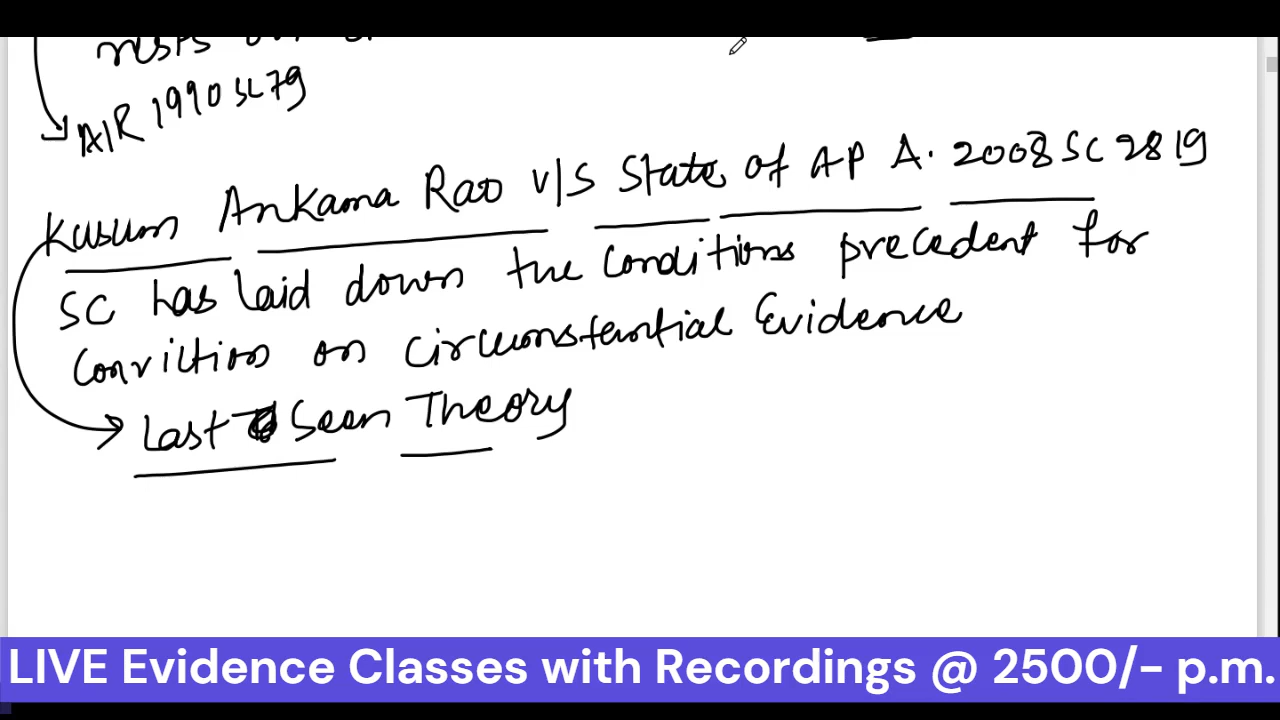 AIR 1990 SC 79
Kusum Ankama Rao v/s State of AP A. 2008 SC 2819
SC has laid down the conditions precedent for
Conviction on circumstantial Evidence
Last Seen Theory
LIVE Evidence Classes with Recordings @ 2500/- p.m.